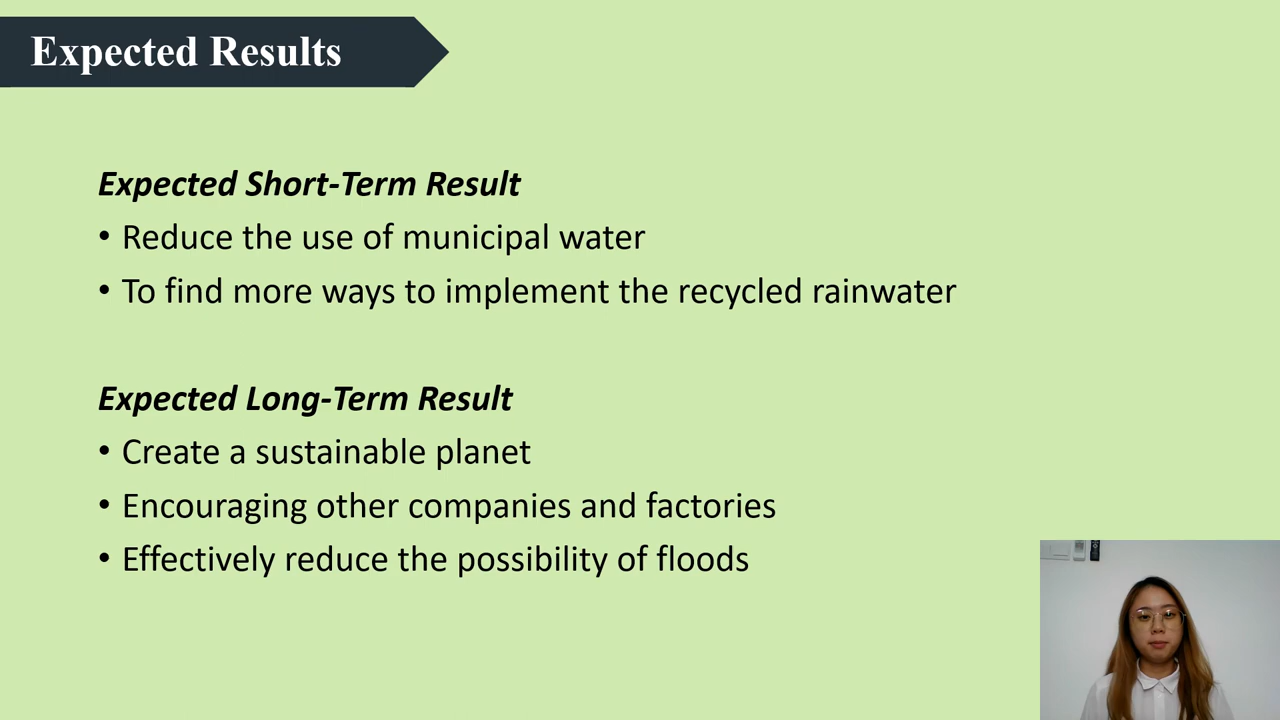 Expected Results
Expected Short-Term Result
• Reduce the use of municipal water
• To find more ways to implement the recycled rainwater
Expected Long-Term Result
• Create a sustainable planet
• Encouraging other companies and factories
• Effectively reduce the possibility of floods